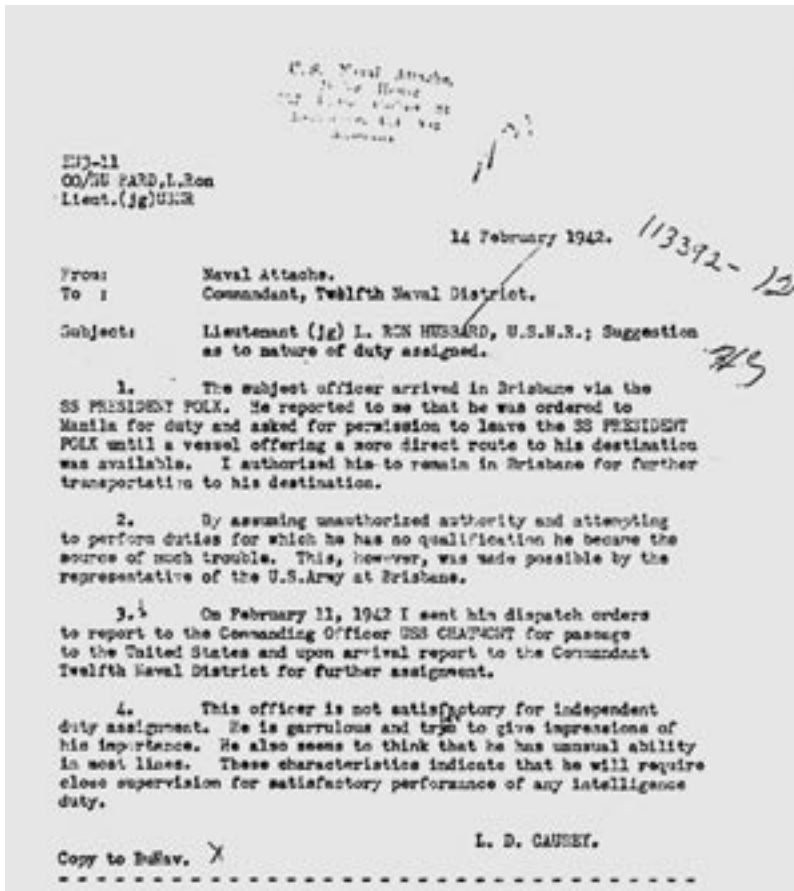 U.S. Naval Attache,
OO/HUBBARD,L.Ron
Lieut.(jg)USNR
14 February 1942.
113392-12
From: Naval Attache.
To : Commandant, Twelfth Naval District.
Subject: Lieutenant (jg) L. RON HUBBARD, U.S.N.R.; Suggestion
as to nature of duty assigned.
1. The subject officer arrived in Brisbane via the
SS PRESIDENT POLK. He reported to me that he was ordered to
Manila for duty and asked for permission to leave the SS PRESIDENT
POLK until a vessel offering a more direct route to his destination
was available. I authorized him to remain in Brisbane for further
transportation to his destination.
2. By assuming unauthorized authority and attempting
to perform duties for which he has no qualification he became the
source of much trouble. This, however, was made possible by the
representative of the U.S.Army at Brisbane.
3. On February 11, 1942 I sent him dispatch orders
to report to the Commanding Officer USS CHAUMONT for passage
to the United States and upon arrival report to the Commandant
Twelfth Naval District for further assignment.
4. This officer is not satisfactory for independent
duty assignment. He is garrulous and tries to give impressions of
his importance. He also seems to think that he has unusual ability
in most lines. These characteristics indicate that he will require
close supervision for satisfactory performance of any intelligence
duty.
L. D. CAUSEY.
Copy to BuNav. X